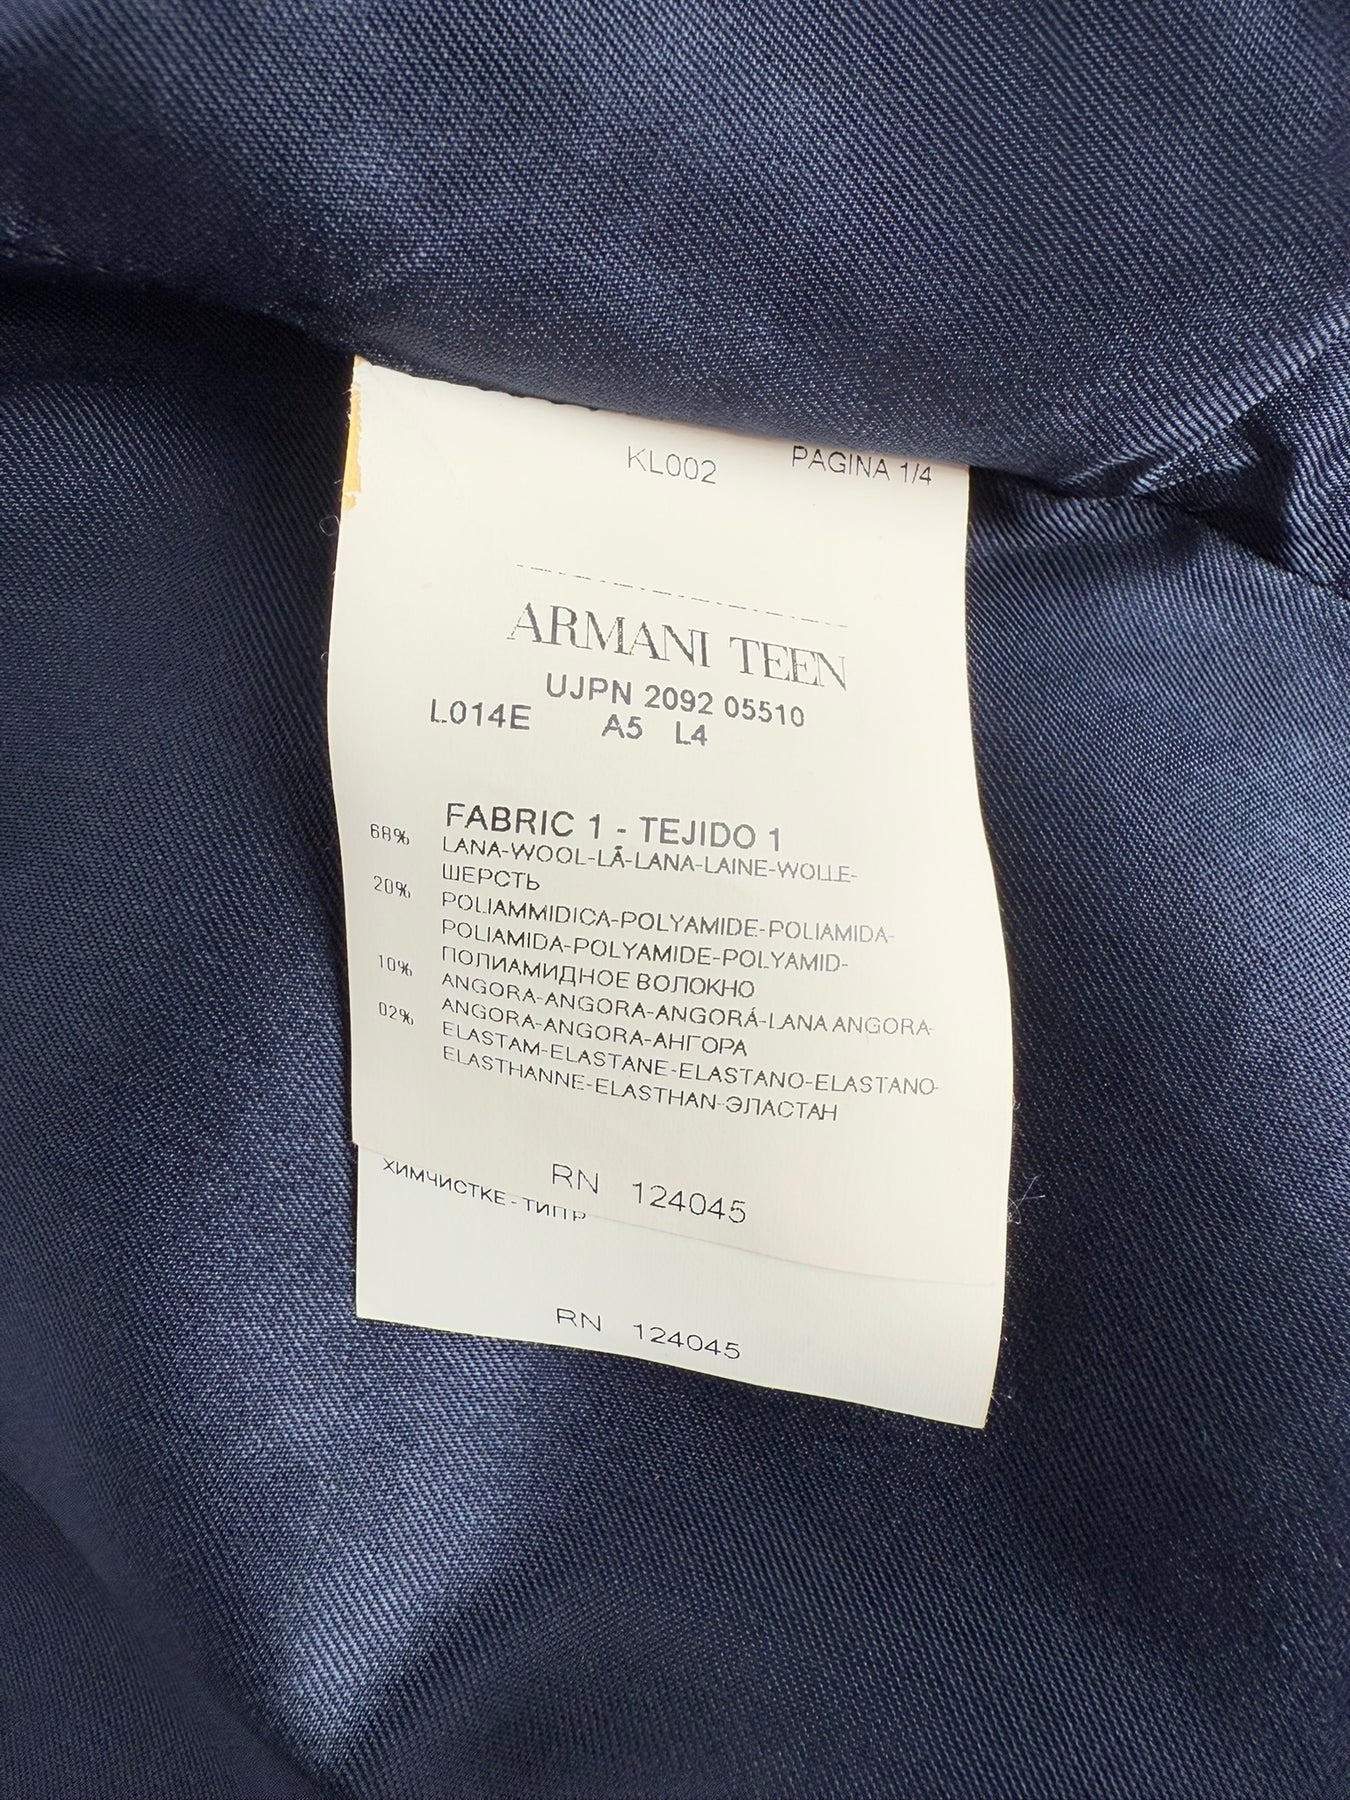 KL002 PAGINA 1/4
ARMANI TEEN
UJPN 2092 05510
L014E A5 L4
FABRIC 1 - TEJIDO 1
68% LANA-WOOL-LÃ-LANA-LAINE-WOLLE-
ШЕРСТЬ
20% POLIAMMIDICA-POLYAMIDE-POLIAMIDA-
POLIAMIDA-POLYAMIDE-POLYAMID-
ПОЛИАМИДНОЕ ВОЛОКНО
10% ANGORA-ANGORA-ANGORÁ-LANA ANGORA-
ANGORA-ANGORA-АНГОРА
02% ELASTAM-ELASTANE-ELASTANO-ELASTANO-
ELASTHANNE-ELASTHAN-ЭЛАСТАН
RN 124045
ХИМЧИСТКЕ - ТИП P
RN 124045